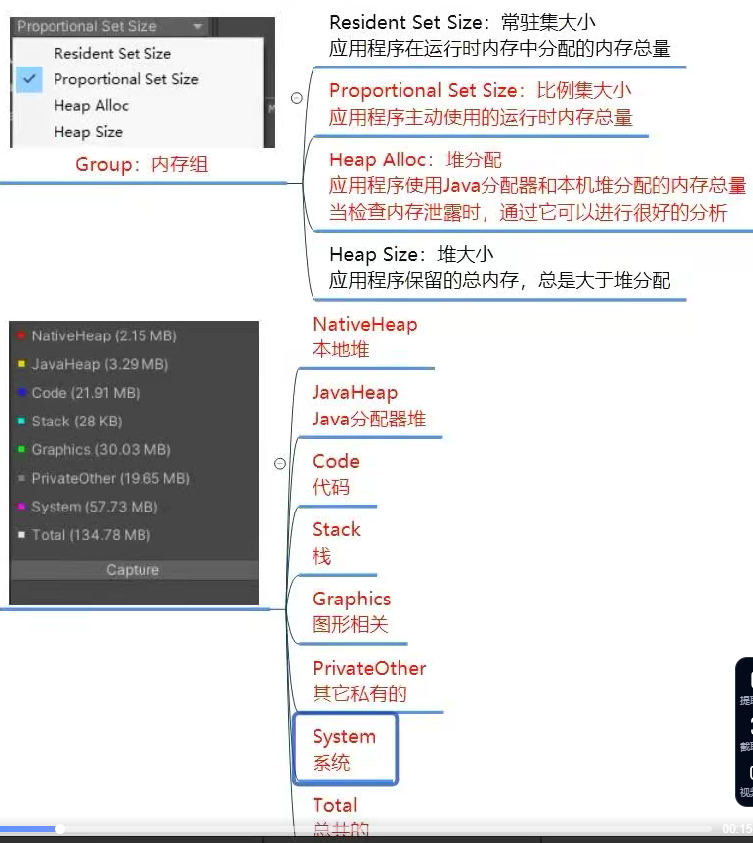 Proportional Set Size
Resident Set Size
Proportional Set Size
Heap Alloc
Heap Size
Group：内存组
Resident Set Size：常驻集大小
应用程序在运行时内存中分配的内存总量
Proportional Set Size：比例集大小
应用程序主动使用的运行时内存总量
Heap Alloc：堆分配
应用程序使用Java分配器和本机堆分配的内存总量
当检查内存泄露时，通过它可以进行很好的分析
Heap Size：堆大小
应用程序保留的总内存，总是大于堆分配
NativeHeap (2.15 MB)
JavaHeap (3.29 MB)
Code (21.91 MB)
Stack (28 KB)
Graphics (30.03 MB)
PrivateOther (19.65 MB)
System (57.73 MB)
Total (134.78 MB)
Capture
NativeHeap
本地堆
JavaHeap
Java分配器堆
Code
代码
Stack
栈
Graphics
图形相关
PrivateOther
其它私有的
System
系统
Total
总共的
00:15